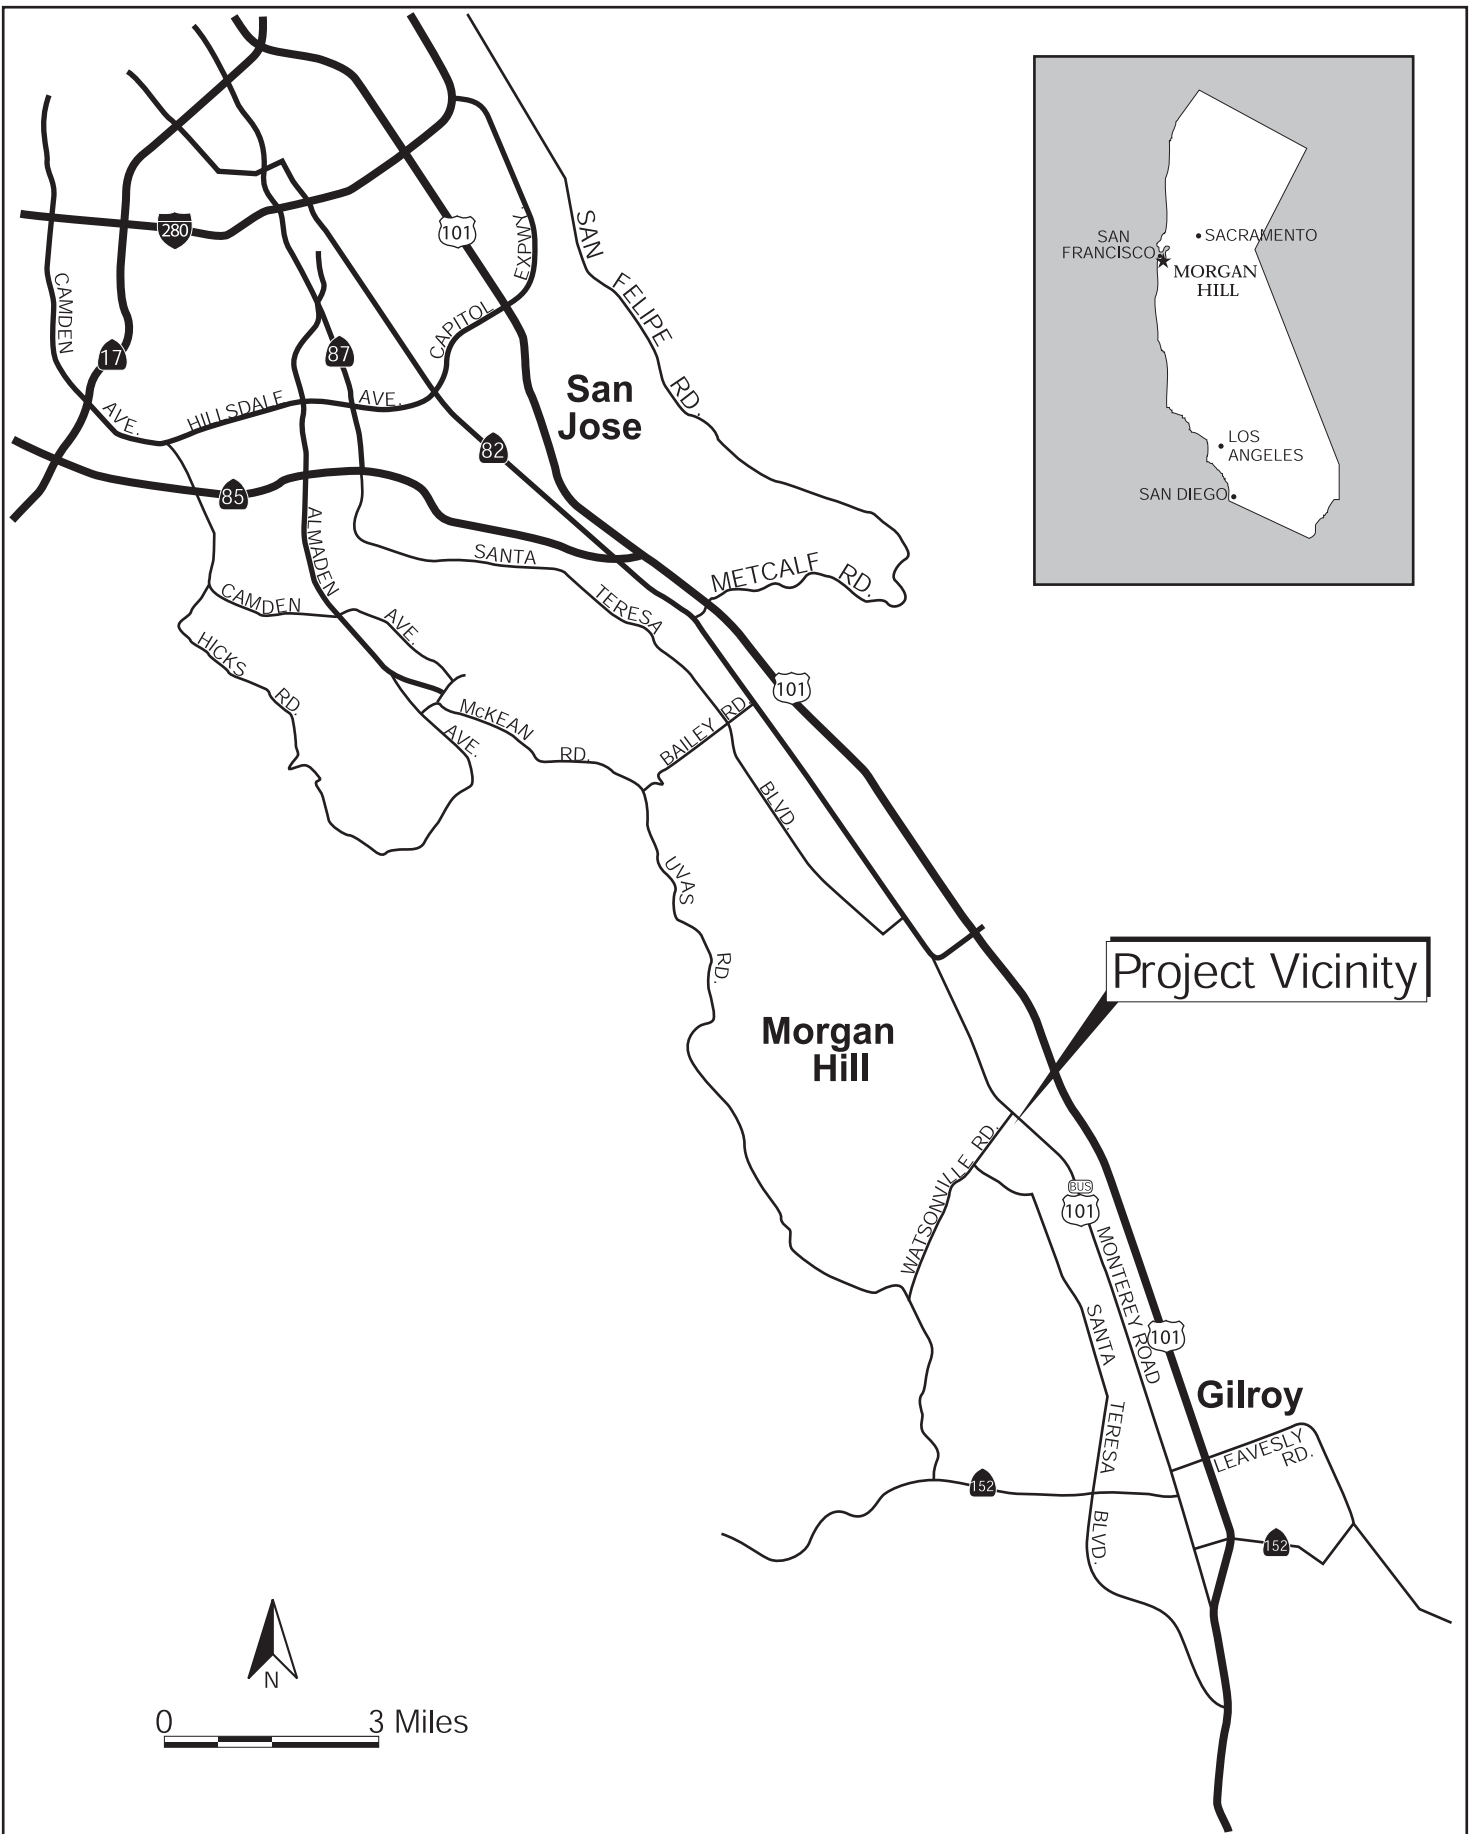 280
101
EXPWY.
SAN
FELIPE
RD.
CAMDEN
AVE.
17
87
CAPITOL
HILLSDALE
AVE.
San
Jose
82
85
ALMADEN
SANTA
TERESA
BLVD.
METCALF
RD.
CAMDEN
AVE.
HICKS
RD.
McKEAN
RD.
AVE.
BAILEY RD.
101
UVAS
RD.
SAN
FRANCISCO
SACRAMENTO
MORGAN
HILL
LOS
ANGELES
SAN DIEGO
Project Vicinity
Morgan
Hill
WATSONVILLE RD.
BUS
101
MONTEREY ROAD
101
SANTA
TERESA
BLVD.
Gilroy
LEAVESLY
RD.
152
152
N
0
3 Miles